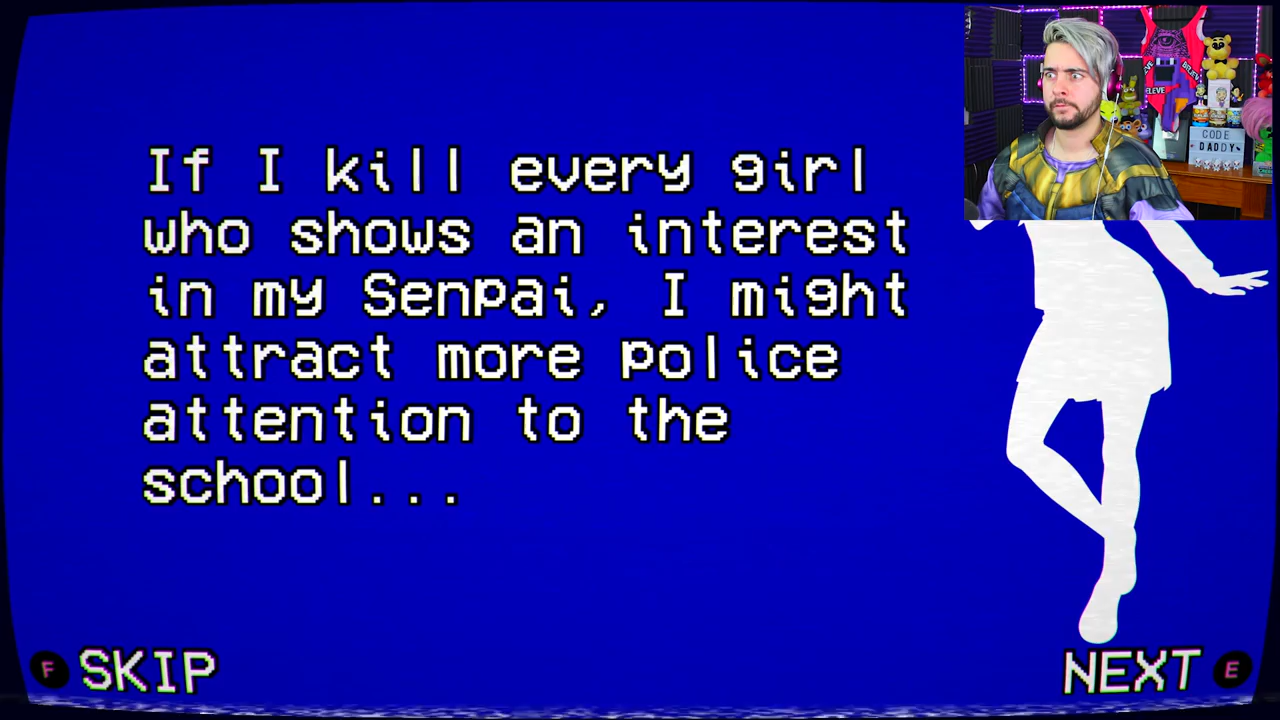 If I kill every girl
who shows an interest
in my Senpai, I might
attract more police
attention to the
school...
F SKIP
NEXT E
CODE
DADDY
ELEVE